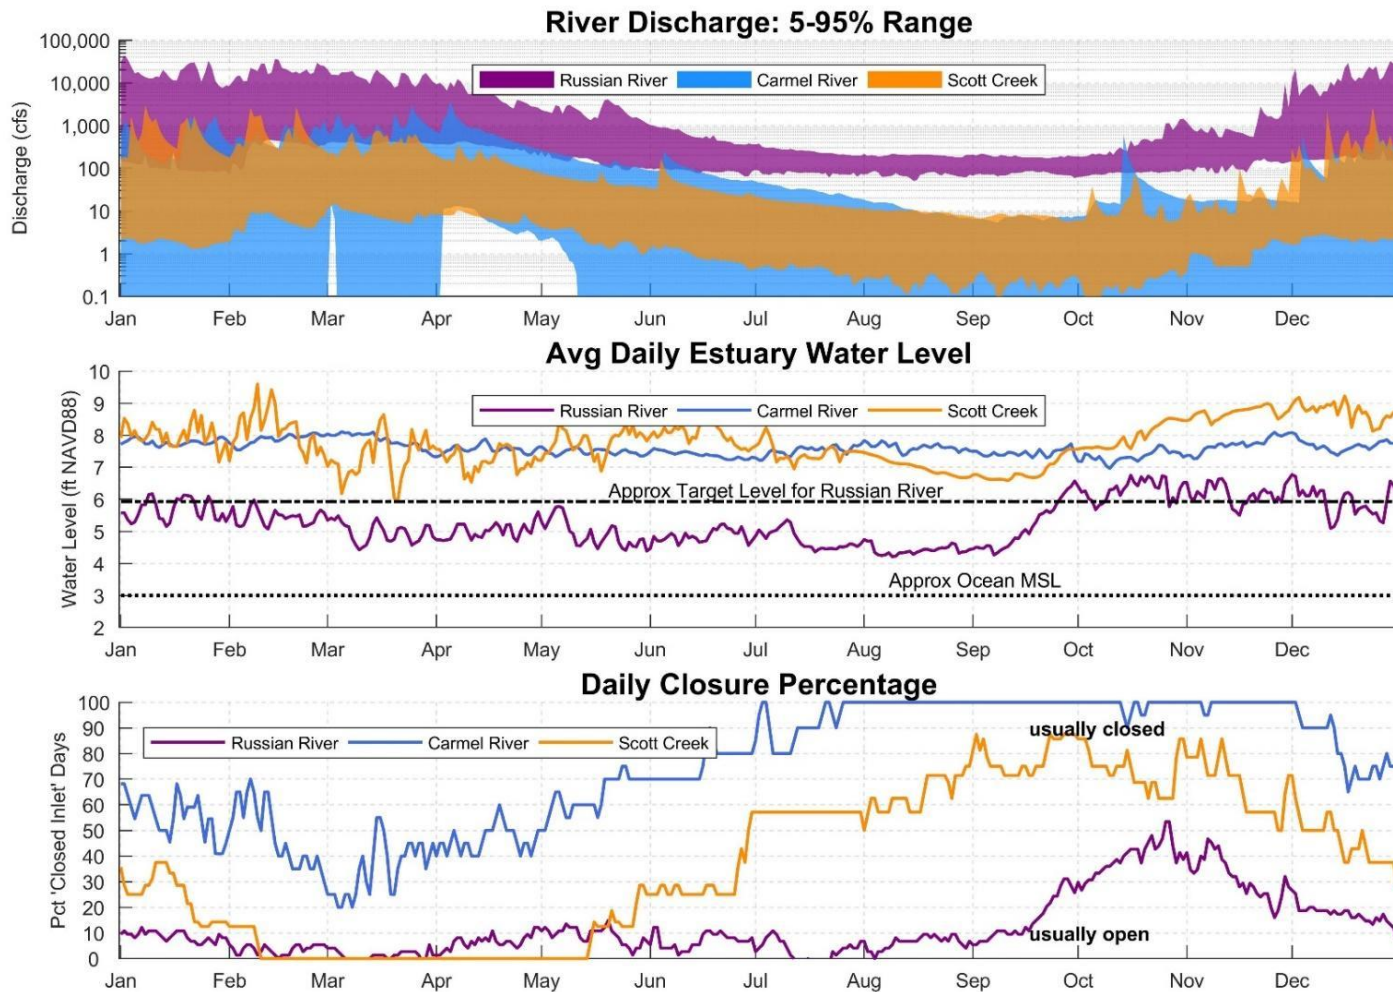 River Discharge: 5-95% Range
100,000
10,000
1,000
100
10
1
0.1
Discharge (cfs)
Russian River Carmel River Scott Creek
Jan Feb Mar Apr May Jun Jul Aug Sep Oct Nov Dec
Avg Daily Estuary Water Level
10
9
8
7
6
5
4
3
2
Water Level (ft NAVD88)
Russian River Carmel River Scott Creek
Approx Target Level for Russian River
Approx Ocean MSL
Jan Feb Mar Apr May Jun Jul Aug Sep Oct Nov Dec
Daily Closure Percentage
100
90
80
70
60
50
40
30
20
10
0
Pct 'Closed Inlet' Days
Russian River Carmel River Scott Creek
usually closed
usually open
Jan Feb Mar Apr May Jun Jul Aug Sep Oct Nov Dec